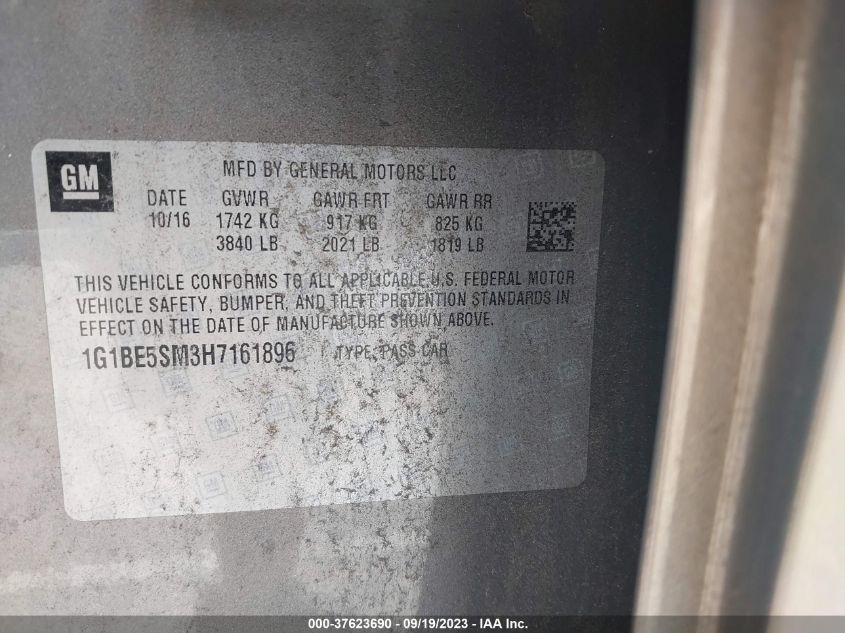 GM
MFD BY GENERAL MOTORS LLC
DATE GVWR GAWR FRT GAWR RR
10/16 1742 KG 917 KG 825 KG
3840 LB 2021 LB 1819 LB
THIS VEHICLE CONFORMS TO ALL APPLICABLE U.S. FEDERAL MOTOR
VEHICLE SAFETY, BUMPER, AND THEFT PREVENTION STANDARDS IN
EFFECT ON THE DATE OF MANUFACTURE SHOWN ABOVE.
1G1BE5SM3H7161896 TYPE: PASS CAR
000-37623690 - 09/19/2023 - IAA Inc.